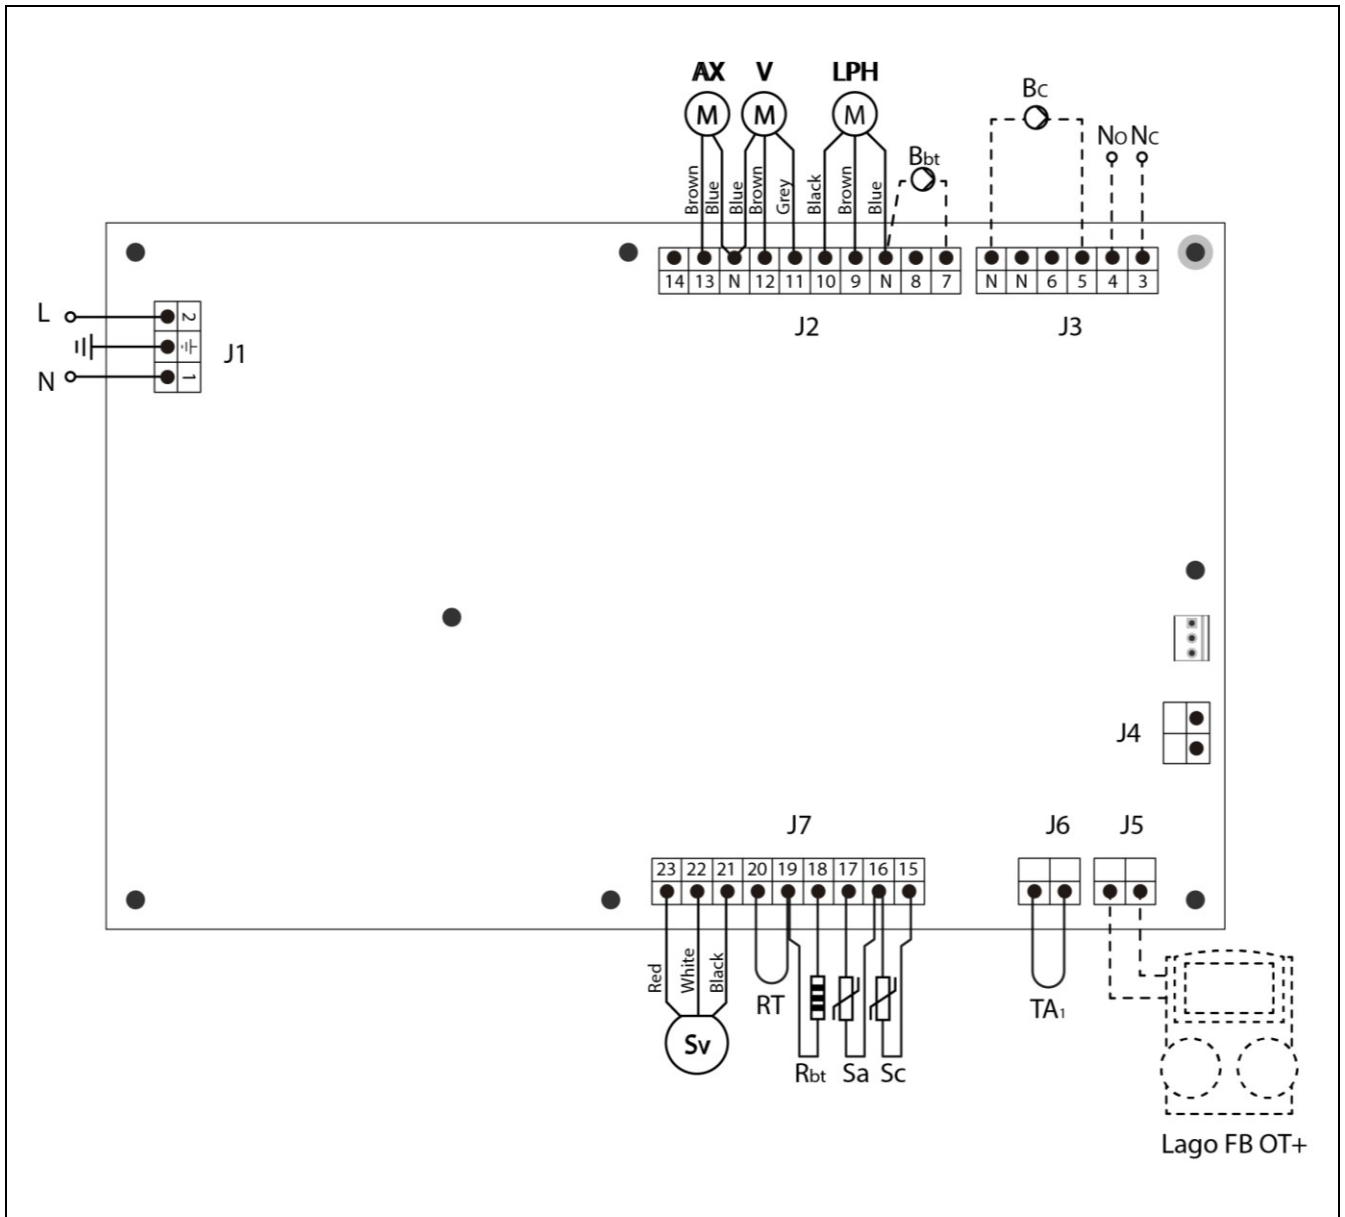 AX V LPH
M M M
Bc
No Nc
Bbt
Brown Blue Blue Brown Grey Black Brown Blue
14 13 N 12 11 10 9 N 8 7
N N 6 5 4 3
J2 J3
L 2
J1
N 1
J4
J7 J6 J5
23 22 21 20 19 18 17 16 15
Red White Black
RT
TA1
Sv
Rbt Sa Sc
Lago FB OT+